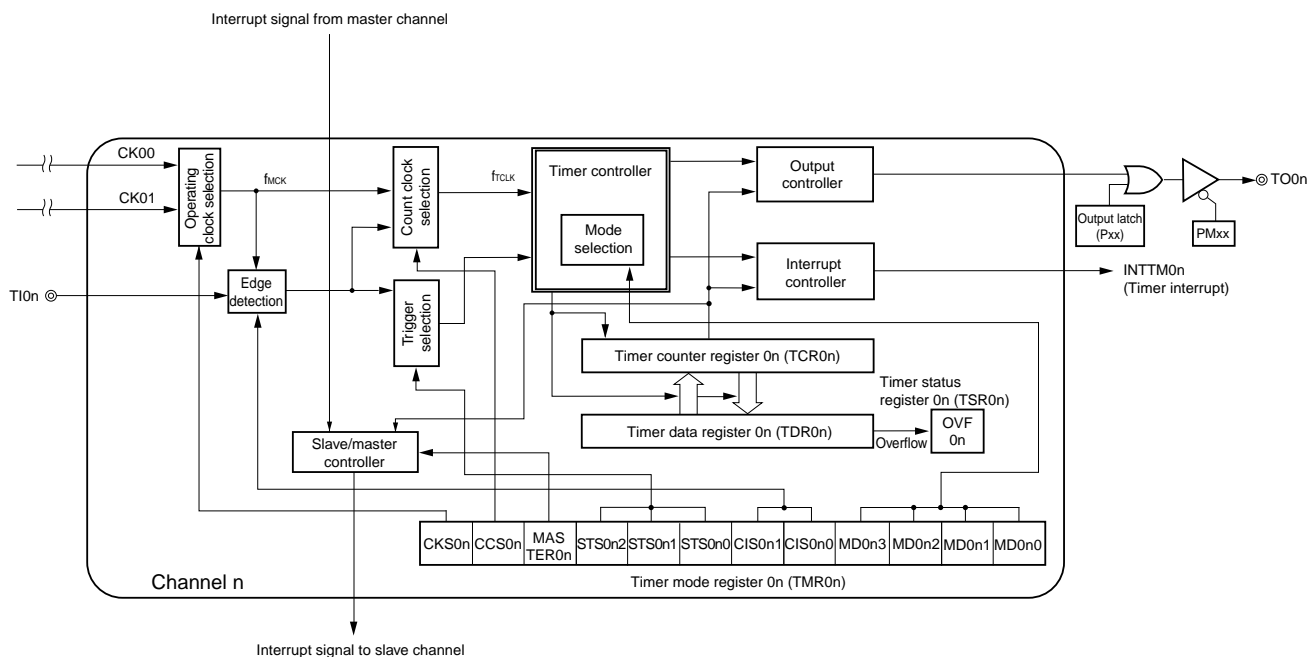 Interrupt signal from master channel
CK00
CK01
Operating
clock selection
fMCK
Count clock
selection
fTCLK
Timer controller
Mode
selection
Output
controller
TO0n
Output latch
(Pxx)
PMxx
Interrupt
controller
INTTM0n
(Timer interrupt)
TI0n
Edge
detection
Trigger
selection
Timer counter register 0n (TCR0n)
Timer status
register 0n (TSR0n)
Timer data register 0n (TDR0n)
Overflow
OVF
0n
Slave/master
controller
CKS0n
CCS0n
MAS
TER0n
STS0n2
STS0n1
STS0n0
CIS0n1
CIS0n0
MD0n3
MD0n2
MD0n1
MD0n0
Channel n
Timer mode register 0n (TMR0n)
Interrupt signal to slave channel